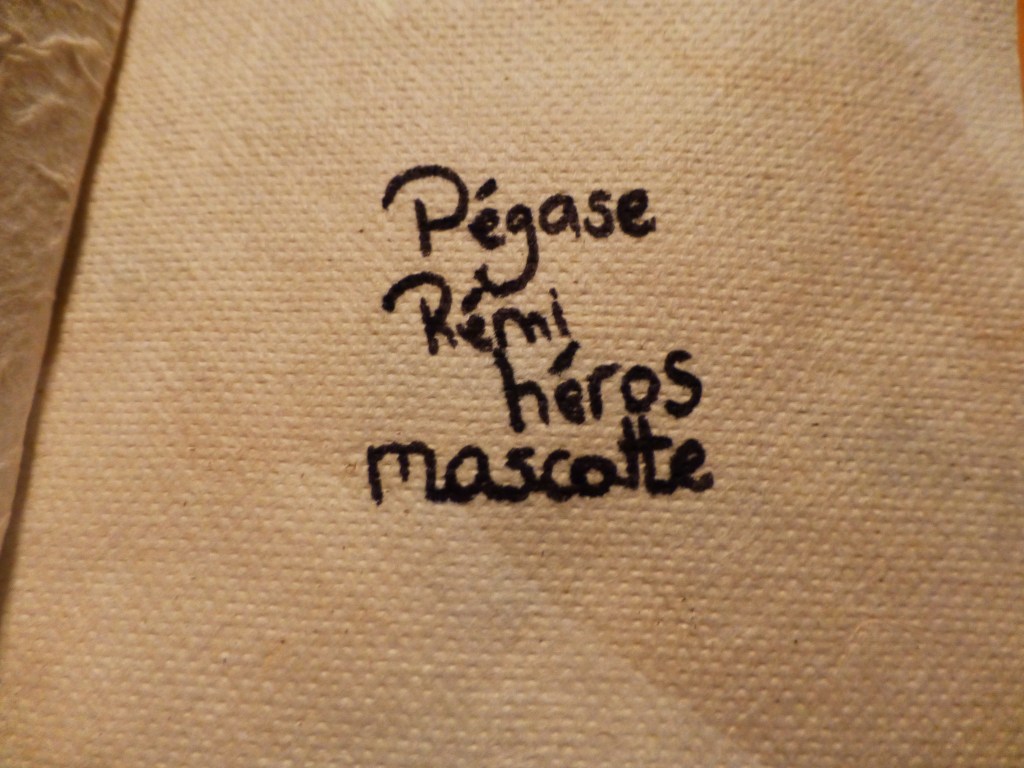 Pégase
Rémi
héros
mascotte